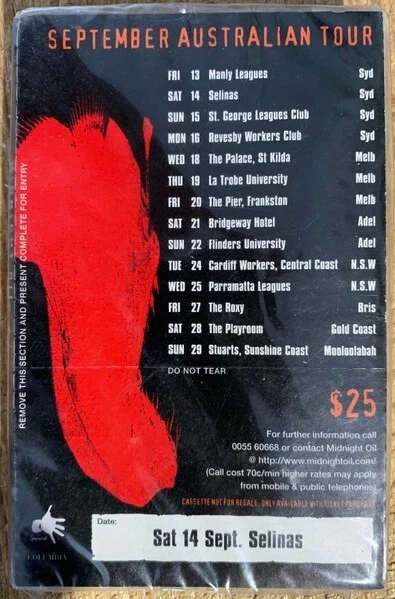 SEPTEMBER AUSTRALIAN TOUR
FRI 13 Manly Leagues Syd
SAT 14 Selinas Syd
SUN 15 St. George Leagues Club Syd
MON 16 Revesby Workers Club Syd
WED 18 The Palace, St Kilda Melb
THU 19 La Trobe University Melb
FRI 20 The Pier, Frankston Melb
SAT 21 Bridgeway Hotel Adel
SUN 22 Flinders University Adel
TUE 24 Cardiff Workers, Central Coast N.S.W
WED 25 Parramatta Leagues N.S.W
FRI 27 The Roxy Bris
SAT 28 The Playroom Gold Coast
SUN 29 Stuarts, Sunshine Coast Mooloolabah
DO NOT TEAR
REMOVE THIS SECTION AND PRESENT COMPLETE FOR ENTRY
$25
For further information call
0055 60668 or contact Midnight Oil
@ http://www.midnightoil.com/
(Call cost 70c/min higher rates may apply
from mobile & public telephones)
CASSETTE NOT FOR RESALE. ONLY AVAILABLE WITH TICKET PURCHASE
COLUMBIA
Date:
Sat 14 Sept. Selinas